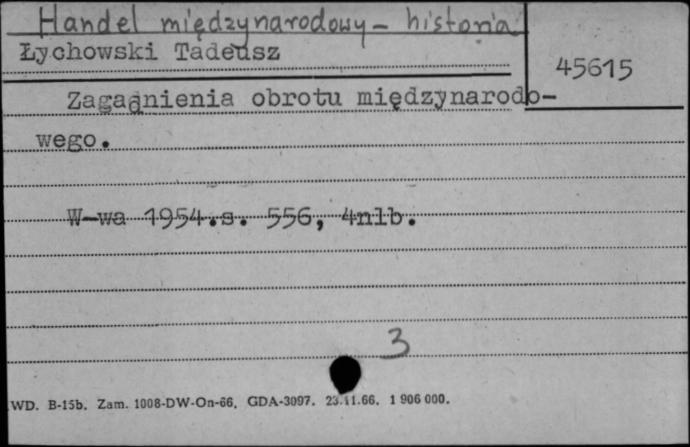 Handel międzynarodowy - historia
Łychowski Tadeusz
45615
Zagadnienia obrotu międzynarodo-
wego.
W-wa 1954.s. 556, 4nlb.
3
WD. B-15b. Zam. 1008-DW-On-66. GDA-3097. 23.11.66. 1 906 000.